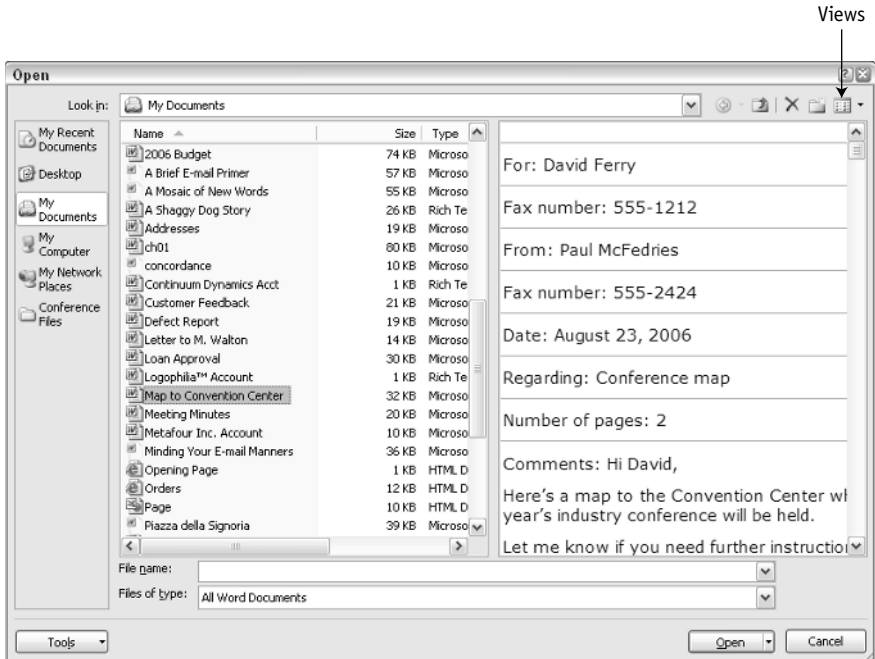 Views
Open
Look in: My Documents
My Recent
Documents
Desktop
My
Documents
My
Computer
My Network
Places
Conference
Files
Name Size Type
2006 Budget 74 KB Microso
A Brief E-mail Primer 57 KB Microso
A Mosaic of New Words 55 KB Microso
A Shaggy Dog Story 26 KB Rich Te
Addresses 19 KB Microso
ch01 80 KB Microso
concordance 10 KB Microso
Continuum Dynamics Acct 1 KB Rich Te
Customer Feedback 21 KB Microso
Defect Report 19 KB Microso
Letter to M. Walton 14 KB Microso
Loan Approval 30 KB Microso
Logophilia™ Account 1 KB Rich Te
Map to Convention Center 32 KB Microso
Meeting Minutes 20 KB Microso
Metafour Inc. Account 10 KB Microso
Minding Your E-mail Manners 36 KB Microso
Opening Page 1 KB HTML D
Orders 12 KB HTML D
Page 10 KB HTML D
Piazza della Signoria 39 KB Microso
For: David Ferry
Fax number: 555-1212
From: Paul McFedries
Fax number: 555-2424
Date: August 23, 2006
Regarding: Conference map
Number of pages: 2
Comments: Hi David,
Here's a map to the Convention Center wh
year's industry conference will be held.
Let me know if you need further instruction
File name:
Files of type: All Word Documents
Tools Open Cancel